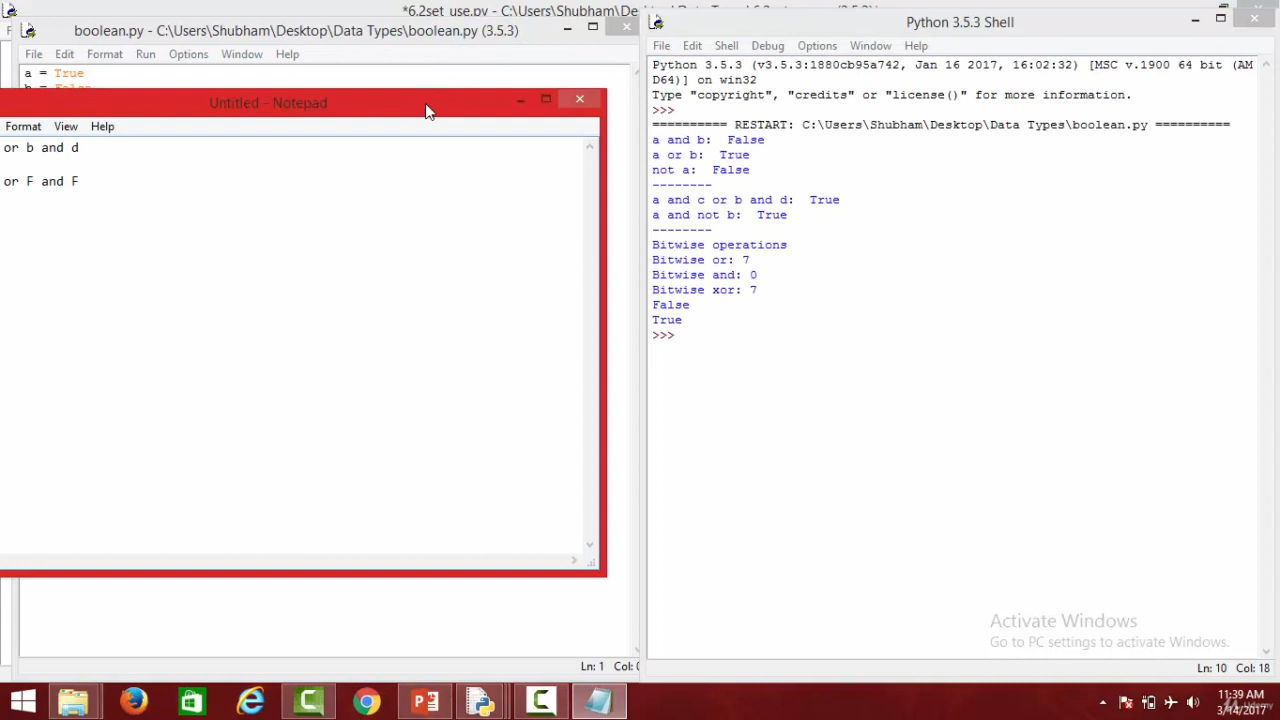 *6.2set_use.py - C:\Users\Shubham\Des
boolean.py - C:\Users\Shubham\Desktop\Data Types\boolean.py (3.5.3)
File Edit Format Run Options Window Help
a = True
Untitled - Notepad
Format View Help
or b and d
or F and F
Ln: 1 Col: 0
Python 3.5.3 Shell
File Edit Shell Debug Options Window Help
Python 3.5.3 (v3.5.3:1880cb95a742, Jan 16 2017, 16:02:32) [MSC v.1900 64 bit (AM
D64)] on win32
Type "copyright", "credits" or "license()" for more information.
>>>
========== RESTART: C:\Users\Shubham\Desktop\Data Types\boolean.py ==========
a and b:  False
a or b:  True
not a:  False
--------
a and c or b and d:  True
a and not b:  True
--------
Bitwise operations
Bitwise or: 7
Bitwise and: 0
Bitwise xor: 7
False
True
>>>
Activate Windows
Go to PC settings to activate Windows.
Ln: 10 Col: 18
11:39 AM
3/14/2017
Udemy